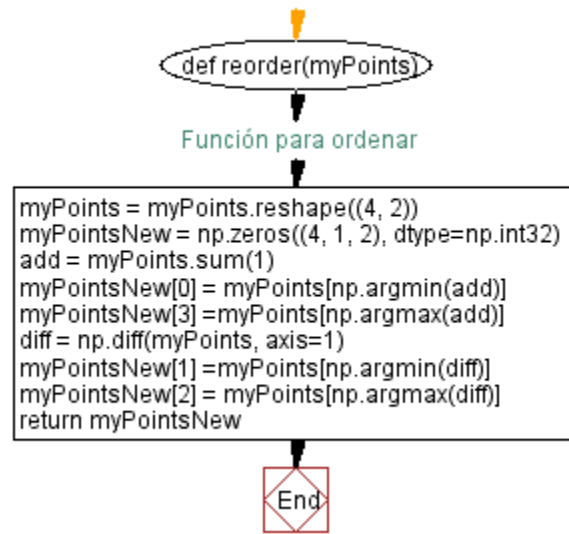 def reorder(myPoints)
Función para ordenar
myPoints = myPoints.reshape((4, 2))
myPointsNew = np.zeros((4, 1, 2), dtype=np.int32)
add = myPoints.sum(1)
myPointsNew[0] = myPoints[np.argmin(add)]
myPointsNew[3] =myPoints[np.argmax(add)]
diff = np.diff(myPoints, axis=1)
myPointsNew[1] =myPoints[np.argmin(diff)]
myPointsNew[2] = myPoints[np.argmax(diff)]
return myPointsNew
End